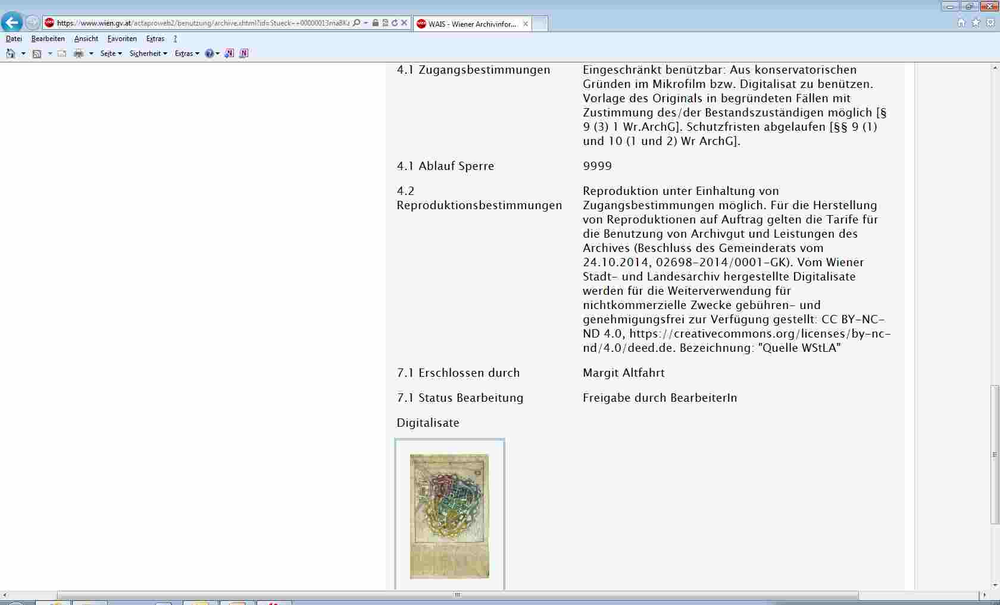 https://www.wien.gv.at/actaproweb2/benutzung/archive.xhtml?id=Stueck-+00000013ma8Ka
WAIS - Wiener Archivinfor...
Datei Bearbeiten Ansicht Favoriten Extras ?
Seite Sicherheit Extras
4.1 Zugangsbestimmungen Eingeschränkt benützbar: Aus konservatorischen
Gründen im Mikrofilm bzw. Digitalisat zu benützen.
Vorlage des Originals in begründeten Fällen mit
Zustimmung des/der Bestandszuständigen möglich [§
9 (3) 1 Wr.ArchG]. Schutzfristen abgelaufen [§§ 9 (1)
und 10 (1 und 2) Wr ArchG].
4.1 Ablauf Sperre 9999
4.2 Reproduktion unter Einhaltung von
Reproduktionsbestimmungen Zugangsbestimmungen möglich. Für die Herstellung
von Reproduktionen auf Auftrag gelten die Tarife für
die Benutzung von Archivgut und Leistungen des
Archives (Beschluss des Gemeinderats vom
24.10.2014, 02698-2014/0001-GK). Vom Wiener
Stadt- und Landesarchiv hergestellte Digitalisate
werden für die Weiterverwendung für
nichtkommerzielle Zwecke gebühren- und
genehmigungsfrei zur Verfügung gestellt: CC BY-NC-
ND 4.0, https://creativecommons.org/licenses/by-nc-
nd/4.0/deed.de. Bezeichnung: "Quelle WStLA"
7.1 Erschlossen durch Margit Altfahrt
7.1 Status Bearbeitung Freigabe durch BearbeiterIn
Digitalisate